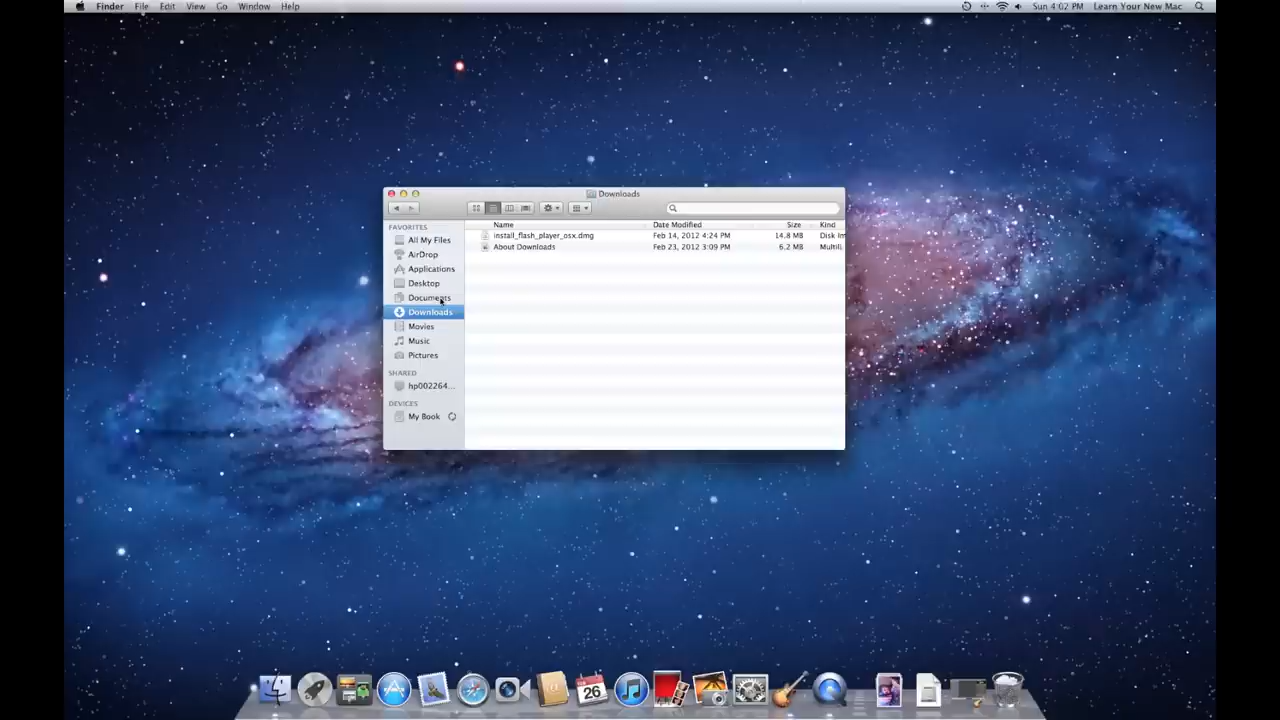 Finder File Edit View Go Window Help Sun 4:02 PM Learn Your New Mac
Downloads
FAVORITES
All My Files
AirDrop
Applications
Desktop
Documents
Downloads
Movies
Music
Pictures
SHARED
hp002264...
DEVICES
My Book
Name Date Modified Size Kind
install_flash_player_osx.dmg Feb 14, 2012 4:24 PM 14.8 MB Disk Im
About Downloads Feb 23, 2012 3:09 PM 6.2 MB Multili
26